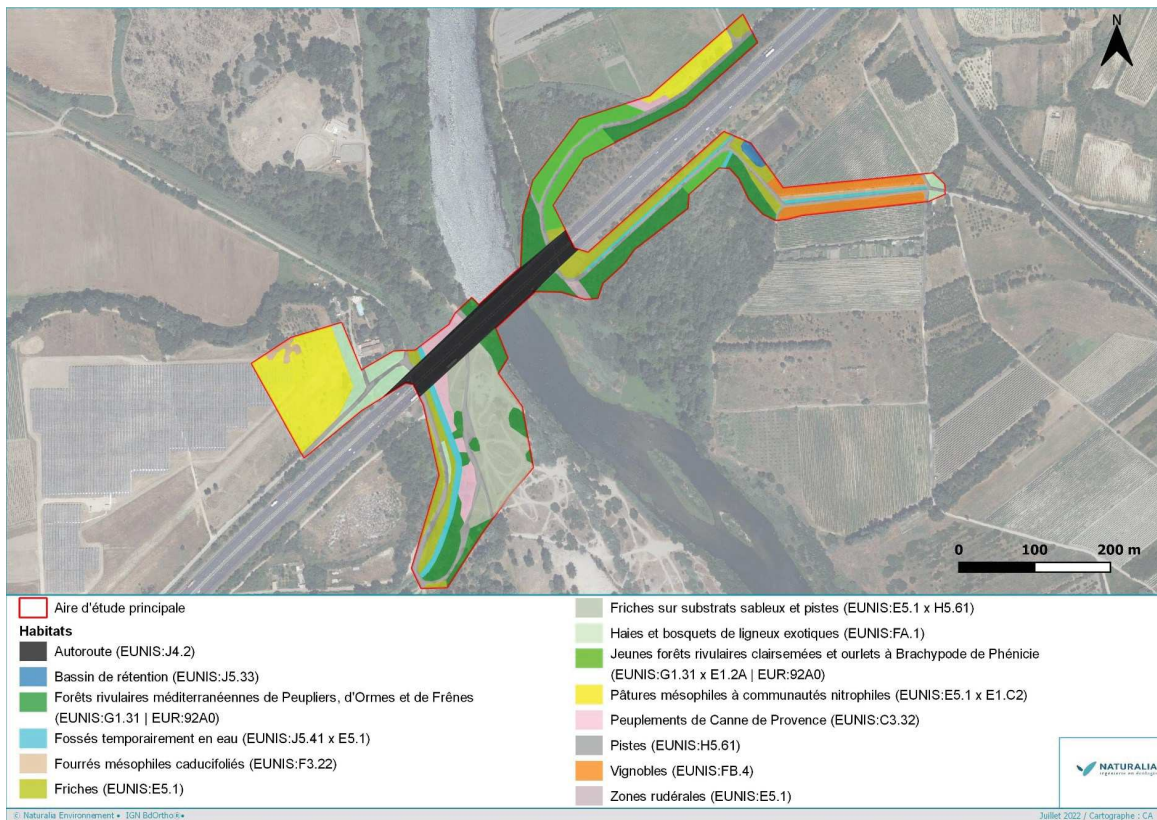 N
0 100 200 m
Aire d'étude principale
Habitats
Autoroute (EUNIS:J4.2)
Bassin de rétention (EUNIS:J5.33)
Forêts rivulaires méditerranéennes de Peupliers, d'Ormes et de Frênes
(EUNIS:G1.31 | EUR:92A0)
Fossés temporairement en eau (EUNIS:J5.41 x E5.1)
Fourrés mésophiles caducifoliés (EUNIS:F3.22)
Friches (EUNIS:E5.1)
Friches sur substrats sableux et pistes (EUNIS:E5.1 x H5.61)
Haies et bosquets de ligneux exotiques (EUNIS:FA.1)
Jeunes forêts rivulaires clairsemées et ourlets à Brachypode de Phénicie
(EUNIS:G1.31 x E1.2A | EUR:92A0)
Pâtures mésophiles à communautés nitrophiles (EUNIS:E5.1 x E1.C2)
Peuplements de Canne de Provence (EUNIS:C3.32)
Pistes (EUNIS:H5.61)
Vignobles (EUNIS:FB.4)
Zones rudérales (EUNIS:E5.1)
NATURALIA
Ingénierie en écologie
© Naturalia Environnement • IGN BdOrtho®•
Juillet 2022 / Cartographe : CA